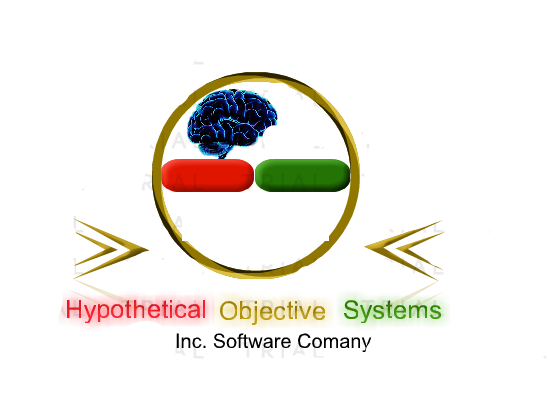 Hypothetical Objective Systems
Inc. Software Comany